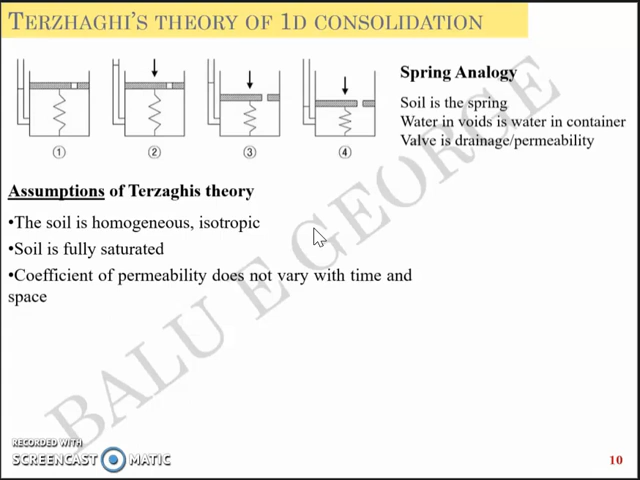 TERZHAGHI'S THEORY OF 1D CONSOLIDATION
Spring Analogy
Soil is the spring
Water in voids is water in container
Valve is drainage/permeability
① ② ③ ④
Assumptions of Terzaghis theory
•The soil is homogeneous, isotropic
•Soil is fully saturated
•Coefficient of permeability does not vary with time and
space
BALU E GEORGE
RECORDED WITH
SCREENCAST MATIC
10